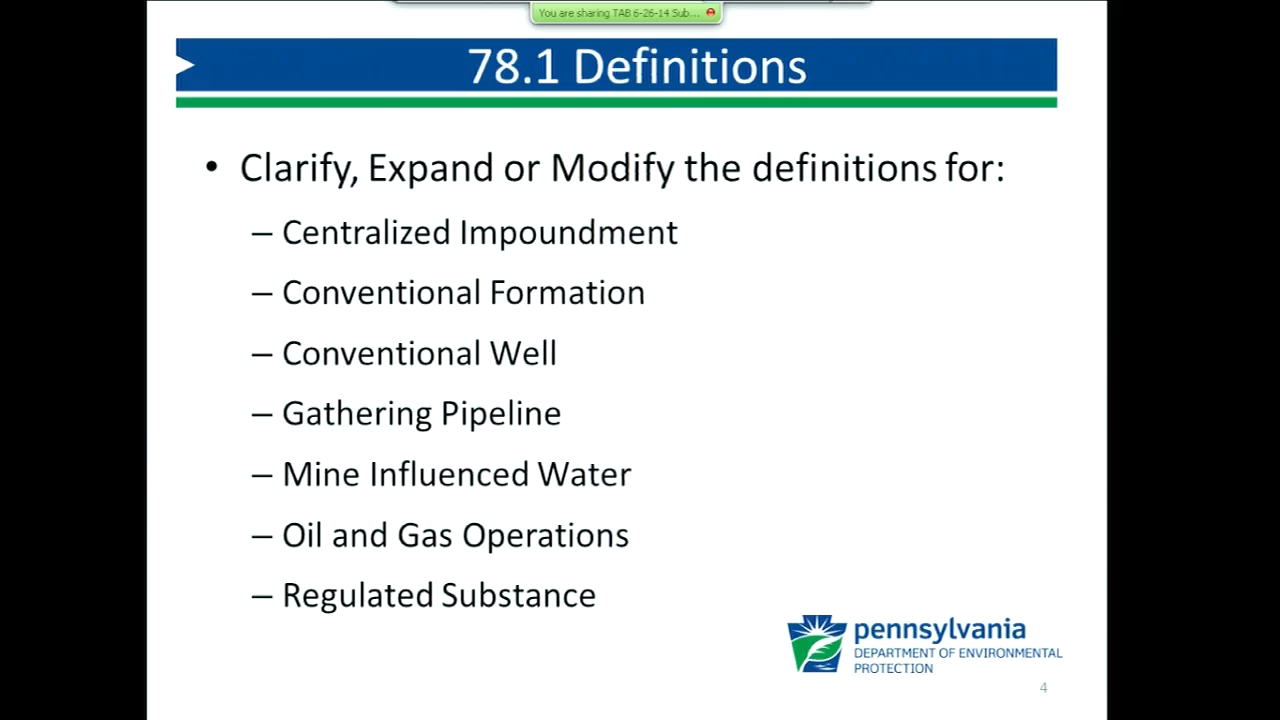 You are sharing TAB 6-26-14 Sub...
78.1 Definitions
• Clarify, Expand or Modify the definitions for:
– Centralized Impoundment
– Conventional Formation
– Conventional Well
– Gathering Pipeline
– Mine Influenced Water
– Oil and Gas Operations
– Regulated Substance
pennsylvania
DEPARTMENT OF ENVIRONMENTAL
PROTECTION
4